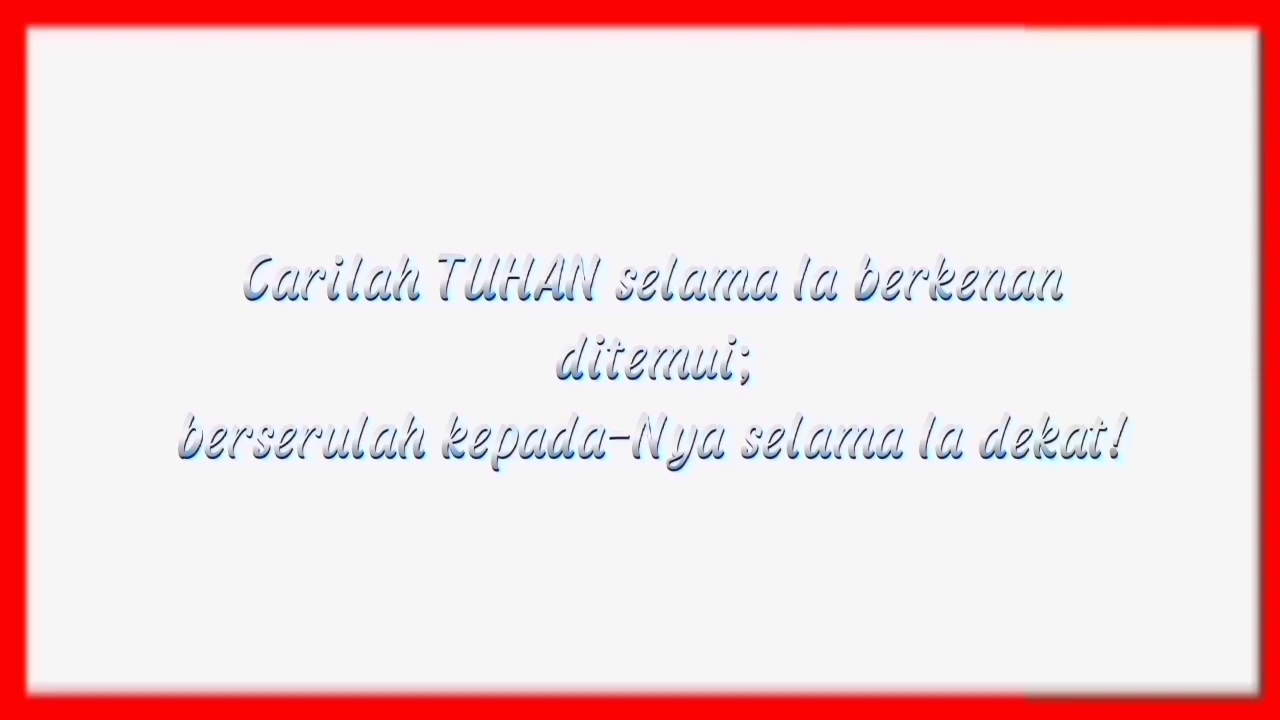 Carilah TUHAN selama Ia berkenan
ditemui;
berserulah kepada-Nya selama Ia dekat!